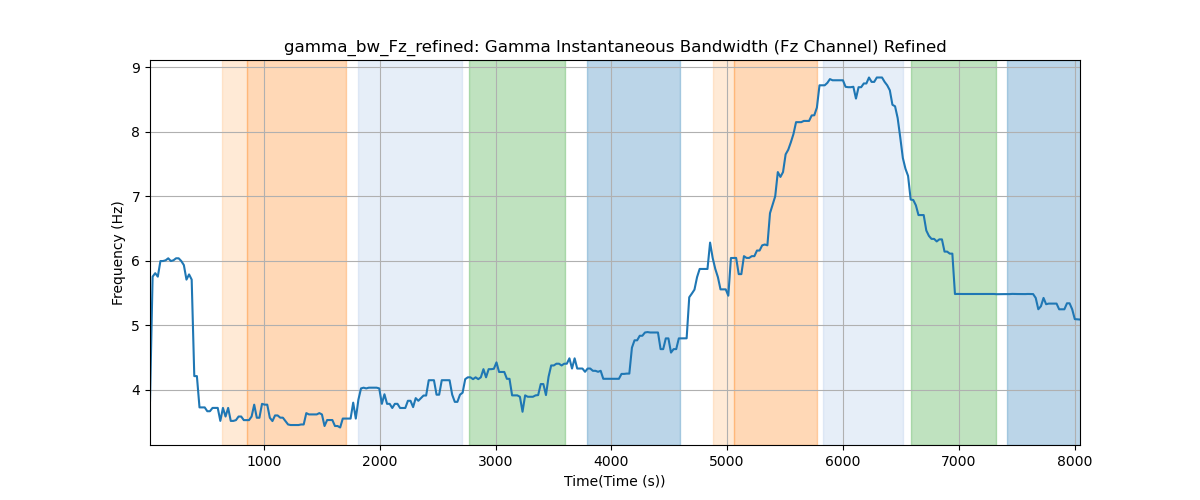 gamma_bw_Fz_refined: Gamma Instantaneous Bandwidth (Fz Channel) Refined
9
8
7
6
5
4
Frequency (Hz)
1000 2000 3000 4000 5000 6000 7000 8000
Time(Time (s))